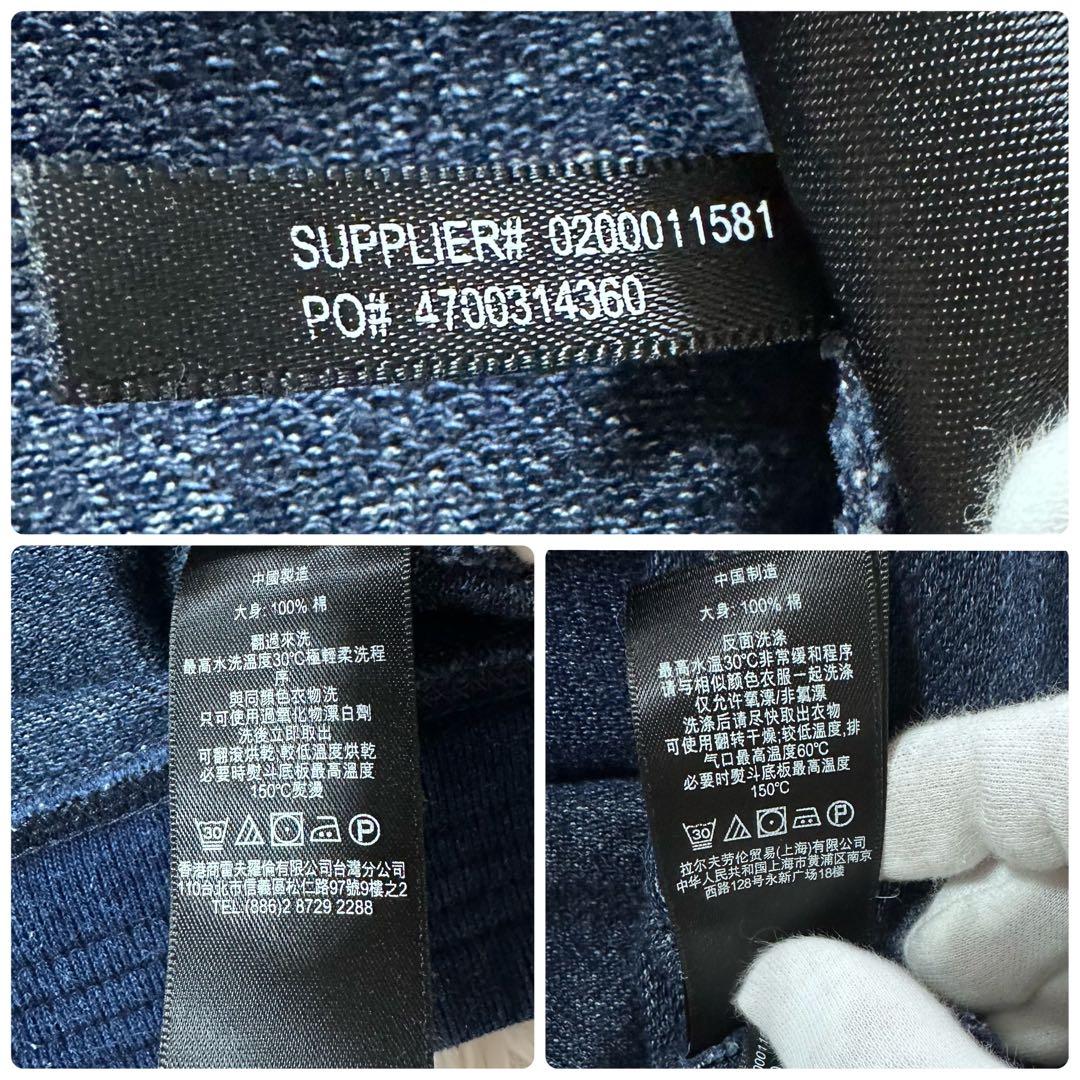 SUPPLIER# 0200011581
PO# 4700314360
中國製造
大身: 100% 棉
翻過來洗
最高水洗溫度30℃極輕柔洗程
序
與同顏色衣物洗
只可使用過氧化物漂白劑
洗後立即取出
可翻滾烘乾;較低溫度烘乾
必要時熨斗底板最高溫度
150℃熨燙
30 P
香港商雷夫羅倫有限公司台灣分公司
110台北市信義區松仁路97號9樓之2
TEL (886)2 8729 2288
中国制造
大身: 100% 棉
反面洗涤
最高水温30℃非常缓和程序
请与相似颜色衣服一起洗涤
仅允许氧漂/非氯漂
洗涤后请尽快取出衣物
可使用翻转干燥;较低温度,排
气口最高温度60℃
必要时熨斗底板最高温度
150℃
30 P
拉尔夫劳伦贸易(上海)有限公司
中华人民共和国上海市黄浦区南京
西路128号永新广场18楼